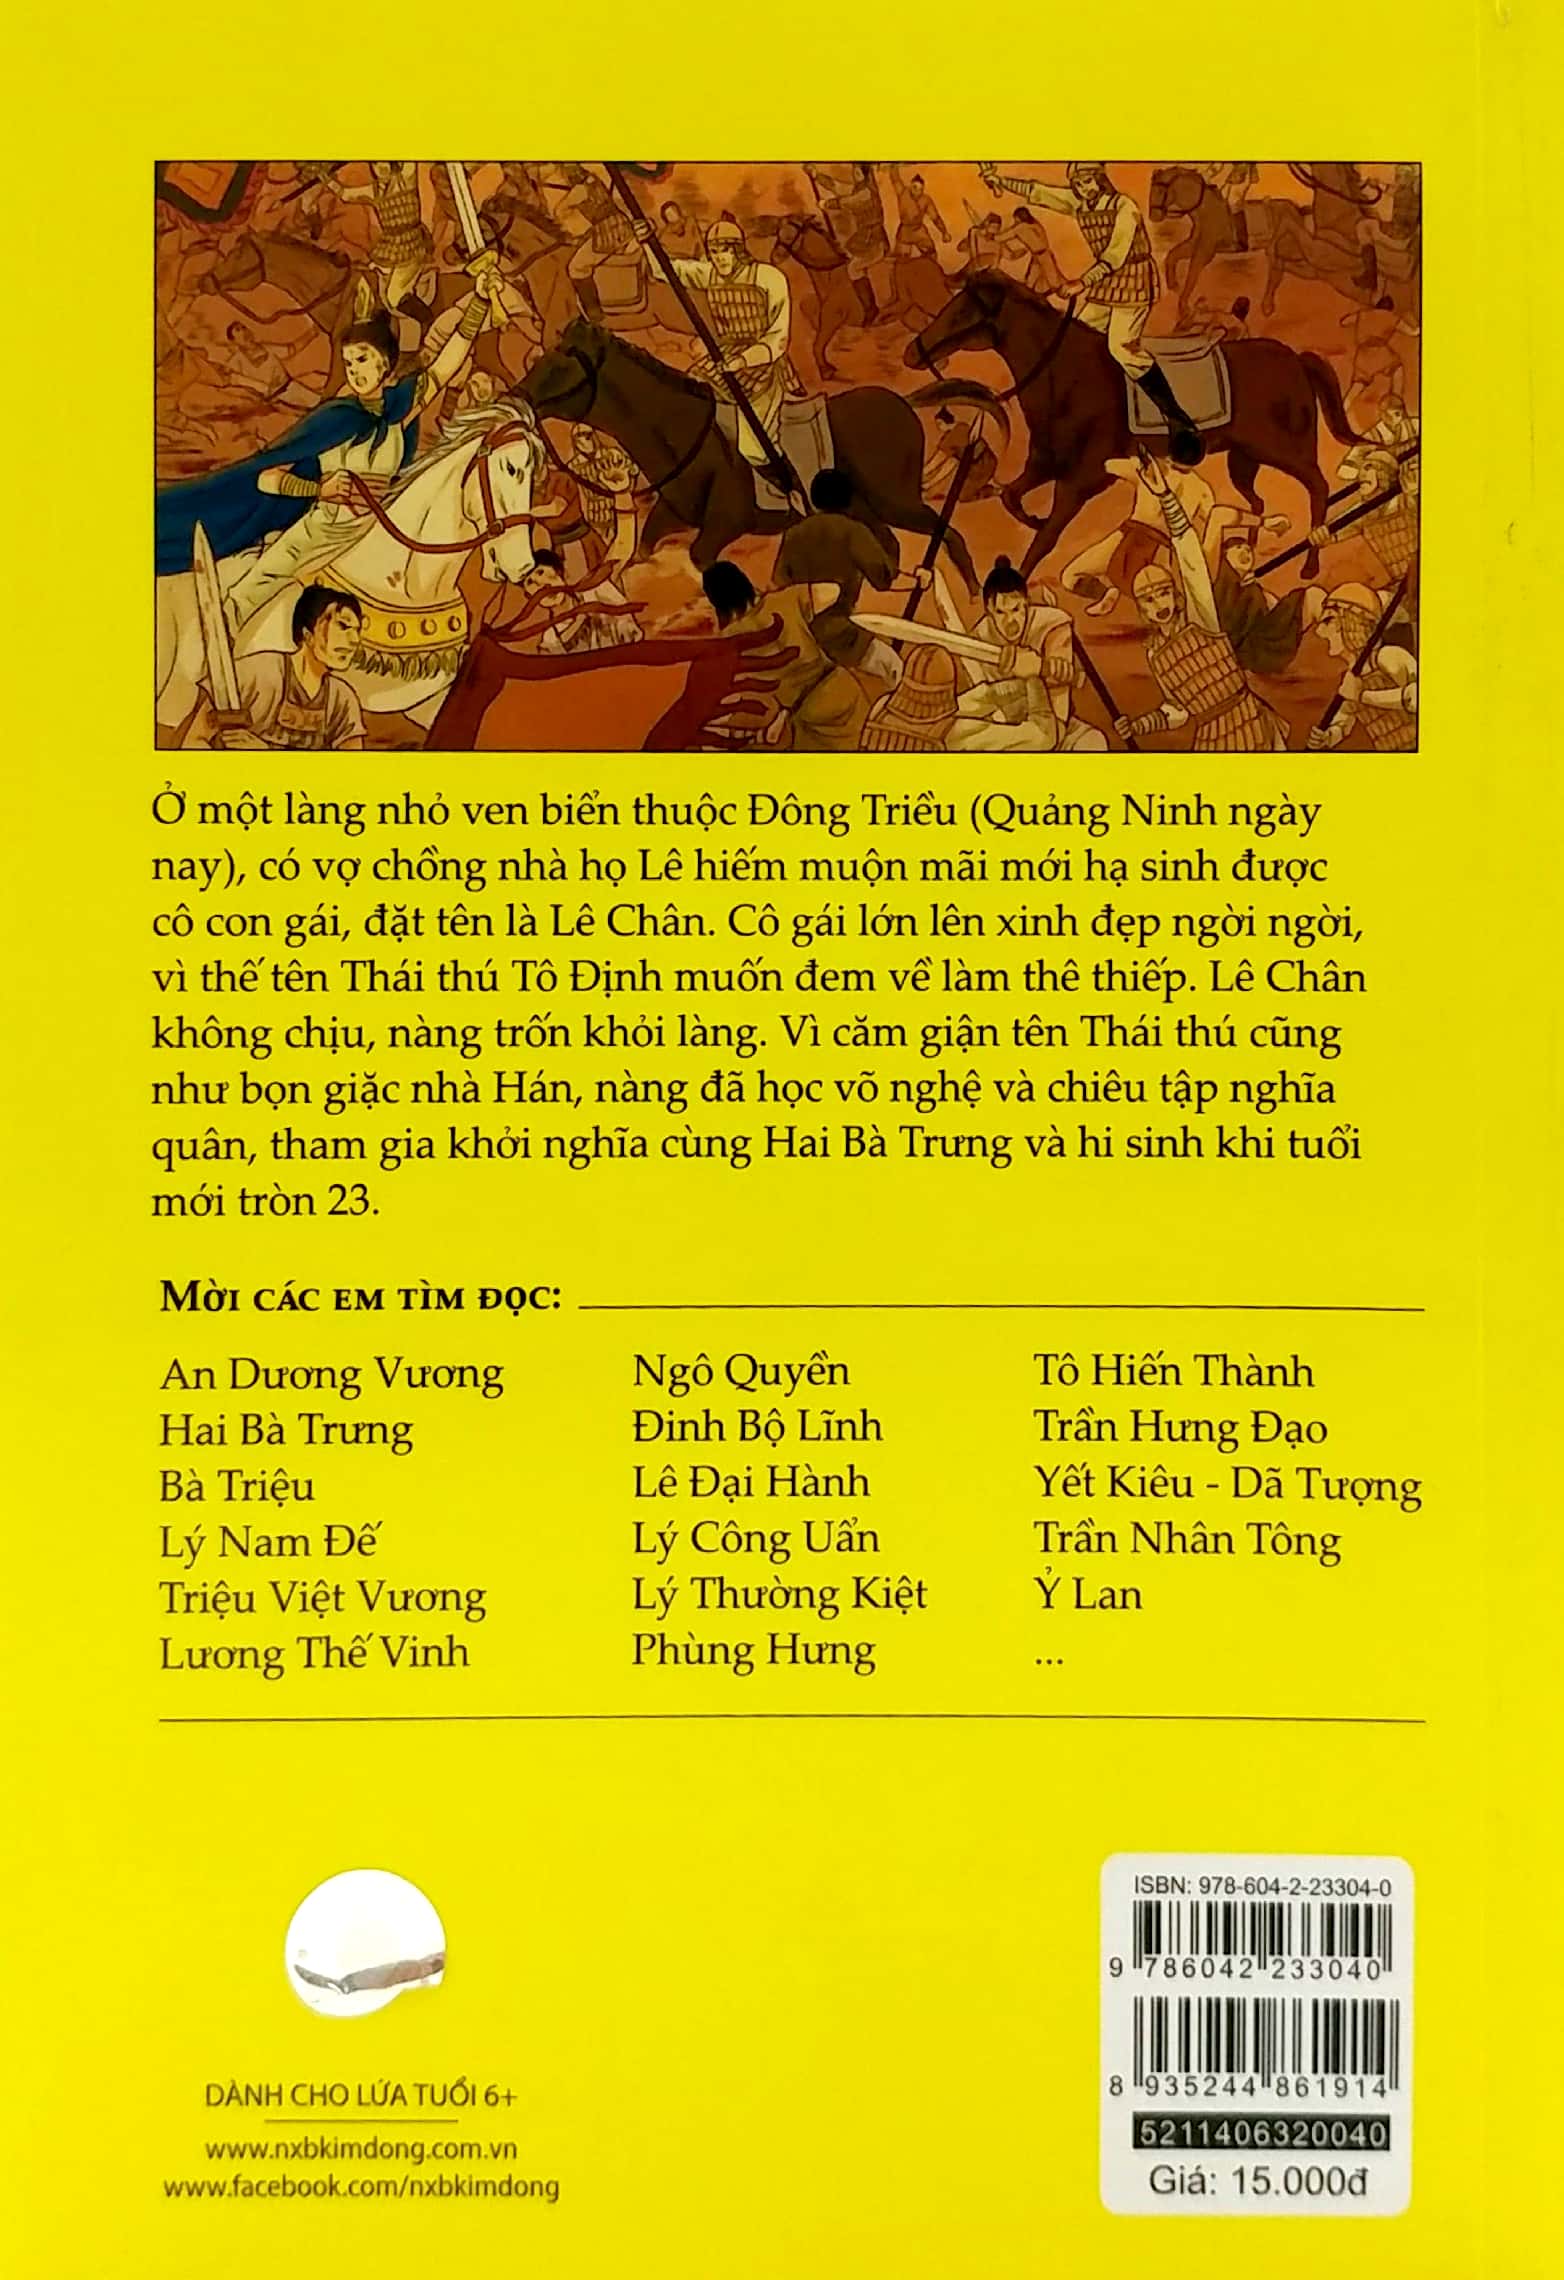 Ở một làng nhỏ ven biển thuộc Đông Triều (Quảng Ninh ngày
nay), có vợ chồng nhà họ Lê hiếm muộn mãi mới hạ sinh được
cô con gái, đặt tên là Lê Chân. Cô gái lớn lên xinh đẹp ngời ngời,
vì thế tên Thái thú Tô Định muốn đem về làm thê thiếp. Lê Chân
không chịu, nàng trốn khỏi làng. Vì căm giận tên Thái thú cũng
như bọn giặc nhà Hán, nàng đã học võ nghệ và chiêu tập nghĩa
quân, tham gia khởi nghĩa cùng Hai Bà Trưng và hi sinh khi tuổi
mới tròn 23.
MỜI CÁC EM TÌM ĐỌC:
An Dương Vương
Hai Bà Trưng
Bà Triệu
Lý Nam Đế
Triệu Việt Vương
Lương Thế Vinh
Ngô Quyền
Đinh Bộ Lĩnh
Lê Đại Hành
Lý Công Uẩn
Lý Thường Kiệt
Phùng Hưng
Tô Hiến Thành
Trần Hưng Đạo
Yết Kiêu - Dã Tượng
Trần Nhân Tông
Ỷ Lan
...
DÀNH CHO LỨA TUỔI 6+
www.nxbkimdong.com.vn
www.facebook.com/nxbkimdong
ISBN: 978-604-2-23304-0
9 786042 233040
8 935244 861914
5211406320040
Giá: 15.000đ